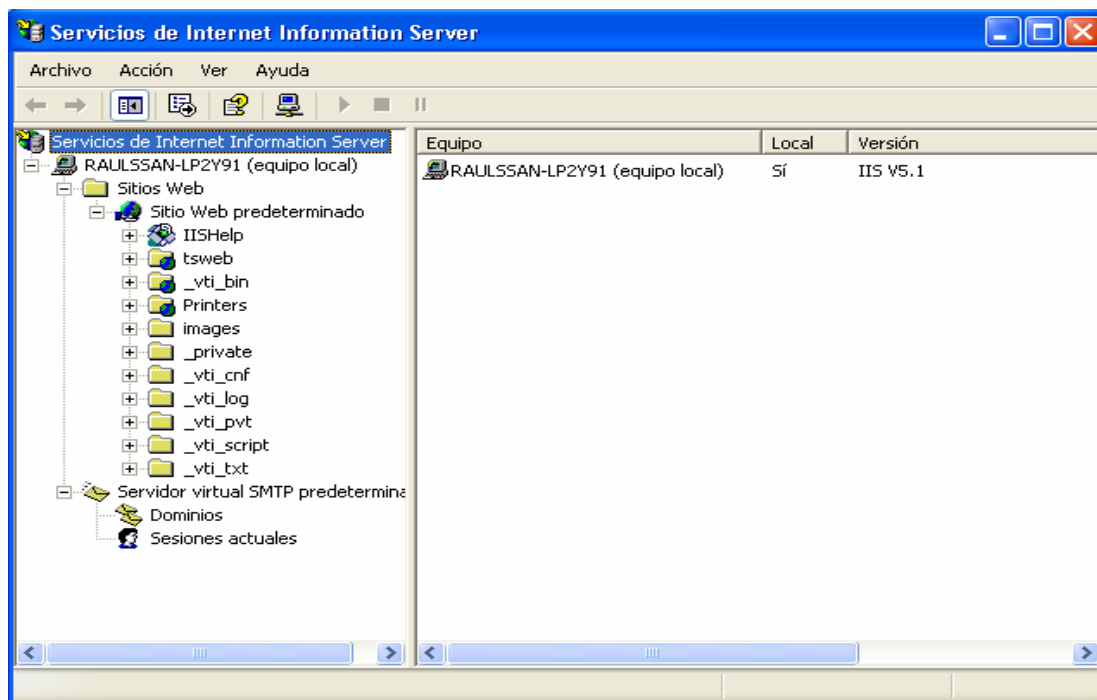 Servicios de Internet Information Server
Archivo Acción Ver Ayuda
Servicios de Internet Information Server
RAULSSAN-LP2Y91 (equipo local)
Sitios Web
Sitio Web predeterminado
IISHelp
tsweb
_vti_bin
Printers
images
_private
_vti_cnf
_vti_log
_vti_pvt
_vti_script
_vti_txt
Servidor virtual SMTP predetermina
Dominios
Sesiones actuales
Equipo Local Versión
RAULSSAN-LP2Y91 (equipo local) Sí IIS V5.1